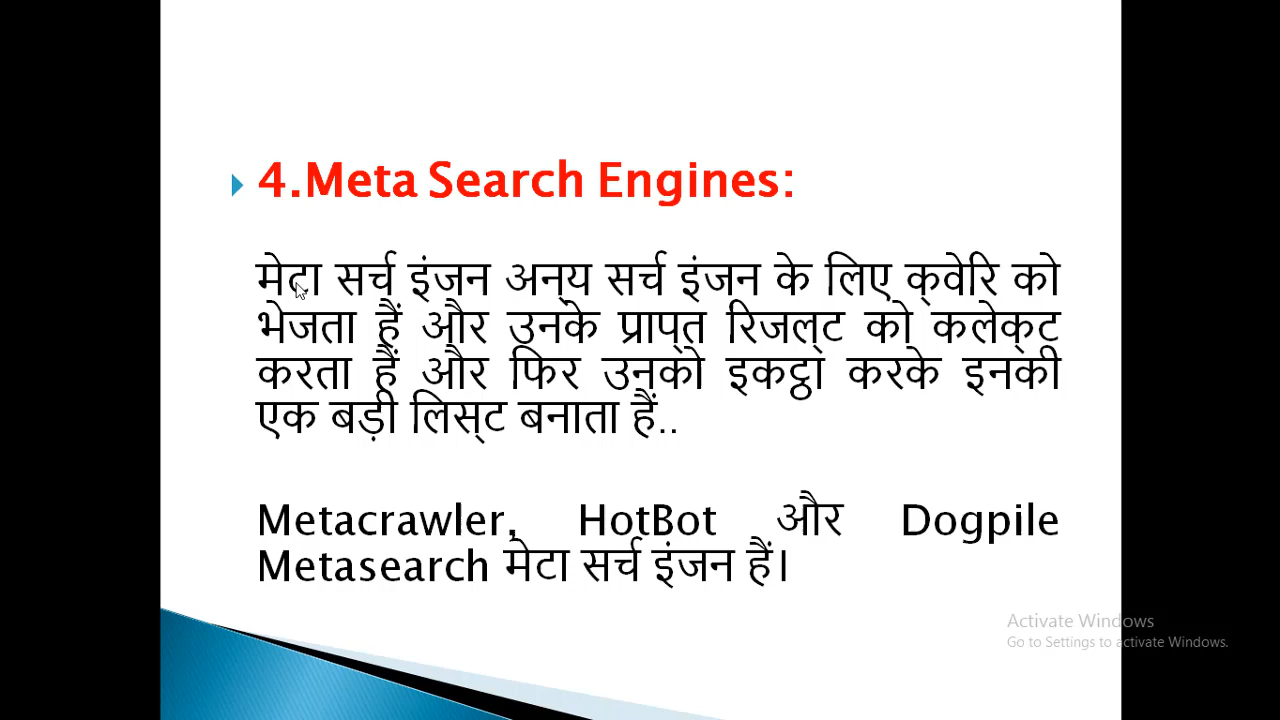 4.Meta Search Engines:
मेटा सर्च इंजन अन्‌य सर्च इंजन के लिए क्‌वेरि को
भेजता हैं और उनके प्राप्‌त रिजल्‌ट को कलेक्‌ट
करता हैं और फिर उनको इकट्ठा करके इनकी
एक बड़ी लिस्‌ट बनाता हैं..
Metacrawler, HotBot और Dogpile
Metasearch मेटा सर्च इंजन हैं।
Activate Windows
Go to Settings to activate Windows.